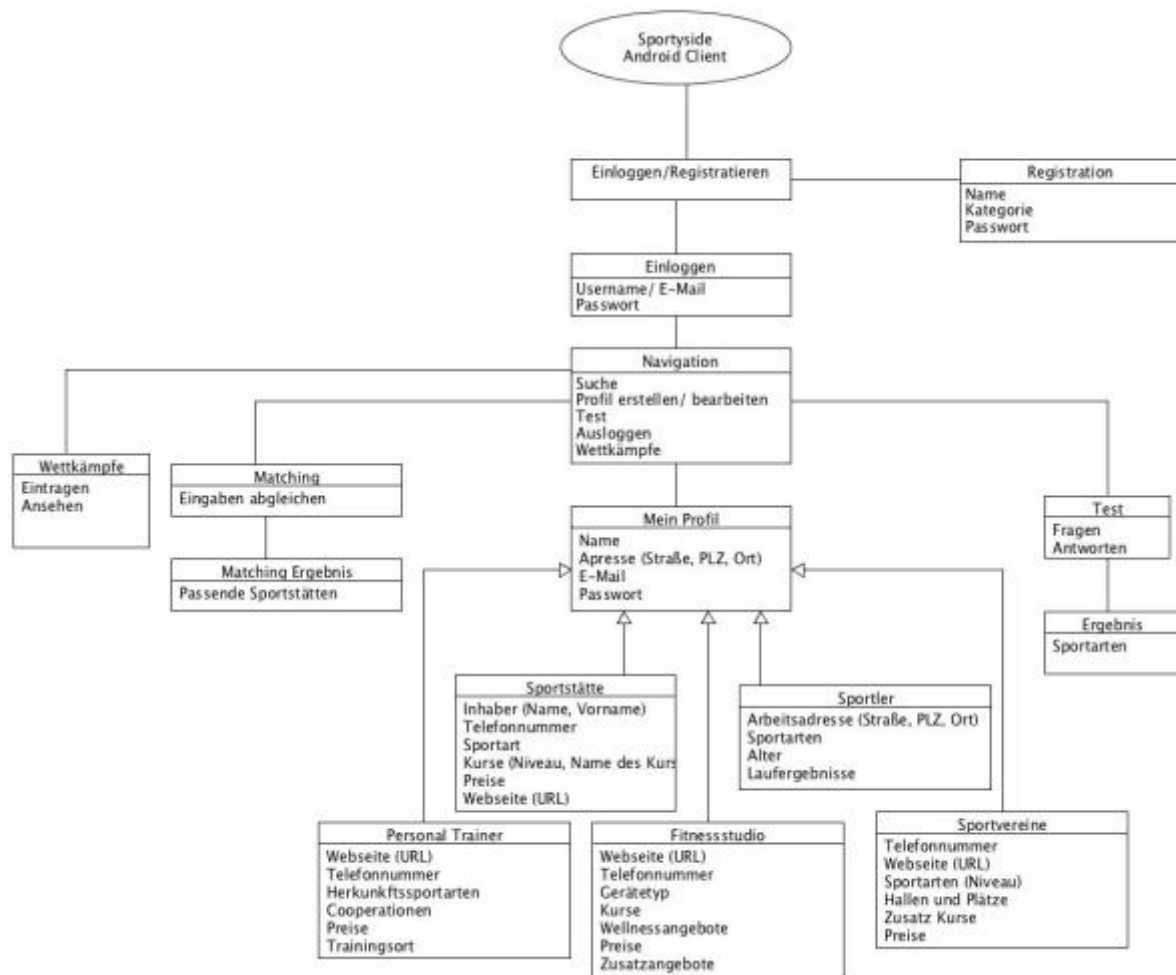 Sportyside
Android Client
Einloggen/Registratieren
Registration
Name
Kategorie
Passwort
Einloggen
Username/ E-Mail
Passwort
Navigation
Suche
Profil erstellen/ bearbeiten
Test
Ausloggen
Wettkämpfe
Wettkämpfe
Eintragen
Ansehen
Matching
Eingaben abgleichen
Matching Ergebnis
Passende Sportstätten
Mein Profil
Name
Apresse (Straße, PLZ, Ort)
E-Mail
Passwort
Test
Fragen
Antworten
Ergebnis
Sportarten
Sportstätte
Inhaber (Name, Vorname)
Telefonnummer
Sportart
Kurse (Niveau, Name des Kurs
Preise
Webseite (URL)
Sportler
Arbeitsadresse (Straße, PLZ, Ort)
Sportarten
Alter
Laufergebnisse
Personal Trainer
Webseite (URL)
Telefonnummer
Herkunkftssportarten
Cooperationen
Preise
Trainingsort
Fitnessstudio
Webseite (URL)
Telefonnummer
Gerätetyp
Kurse
Wellnessangebote
Preise
Zusatzangebote
Sportvereine
Telefonnummer
Webseite (URL)
Sportarten (Niveau)
Hallen und Plätze
Zusatz Kurse
Preise